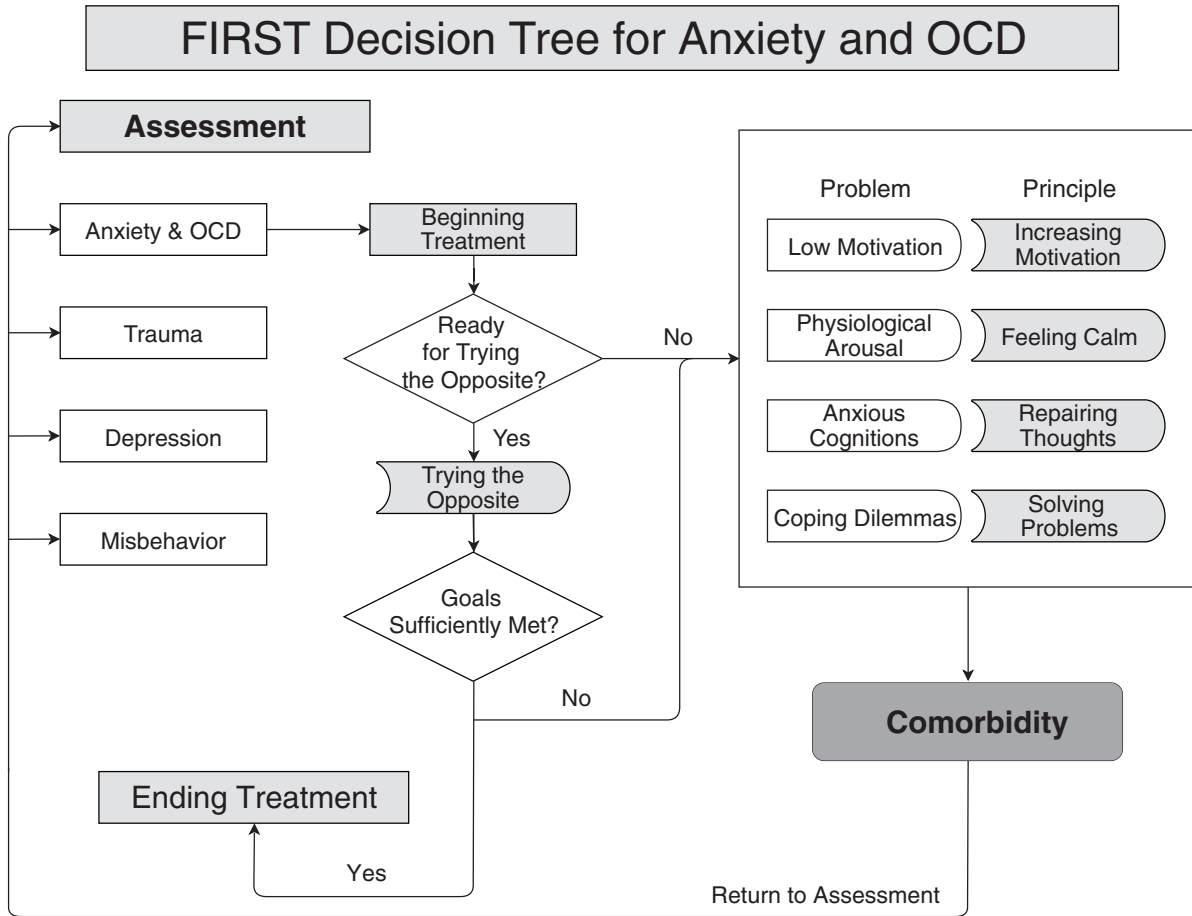 FIRST Decision Tree for Anxiety and OCD
Assessment
Anxiety & OCD
Trauma
Depression
Misbehavior
Beginning
Treatment
Ready
for Trying
the Opposite?
No
Yes
Trying the
Opposite
Goals
Sufficiently Met?
No
Yes
Ending Treatment
Problem
Principle
Low Motivation
Increasing
Motivation
Physiological
Arousal
Feeling Calm
Anxious
Cognitions
Repairing
Thoughts
Coping Dilemmas
Solving
Problems
Comorbidity
Return to Assessment